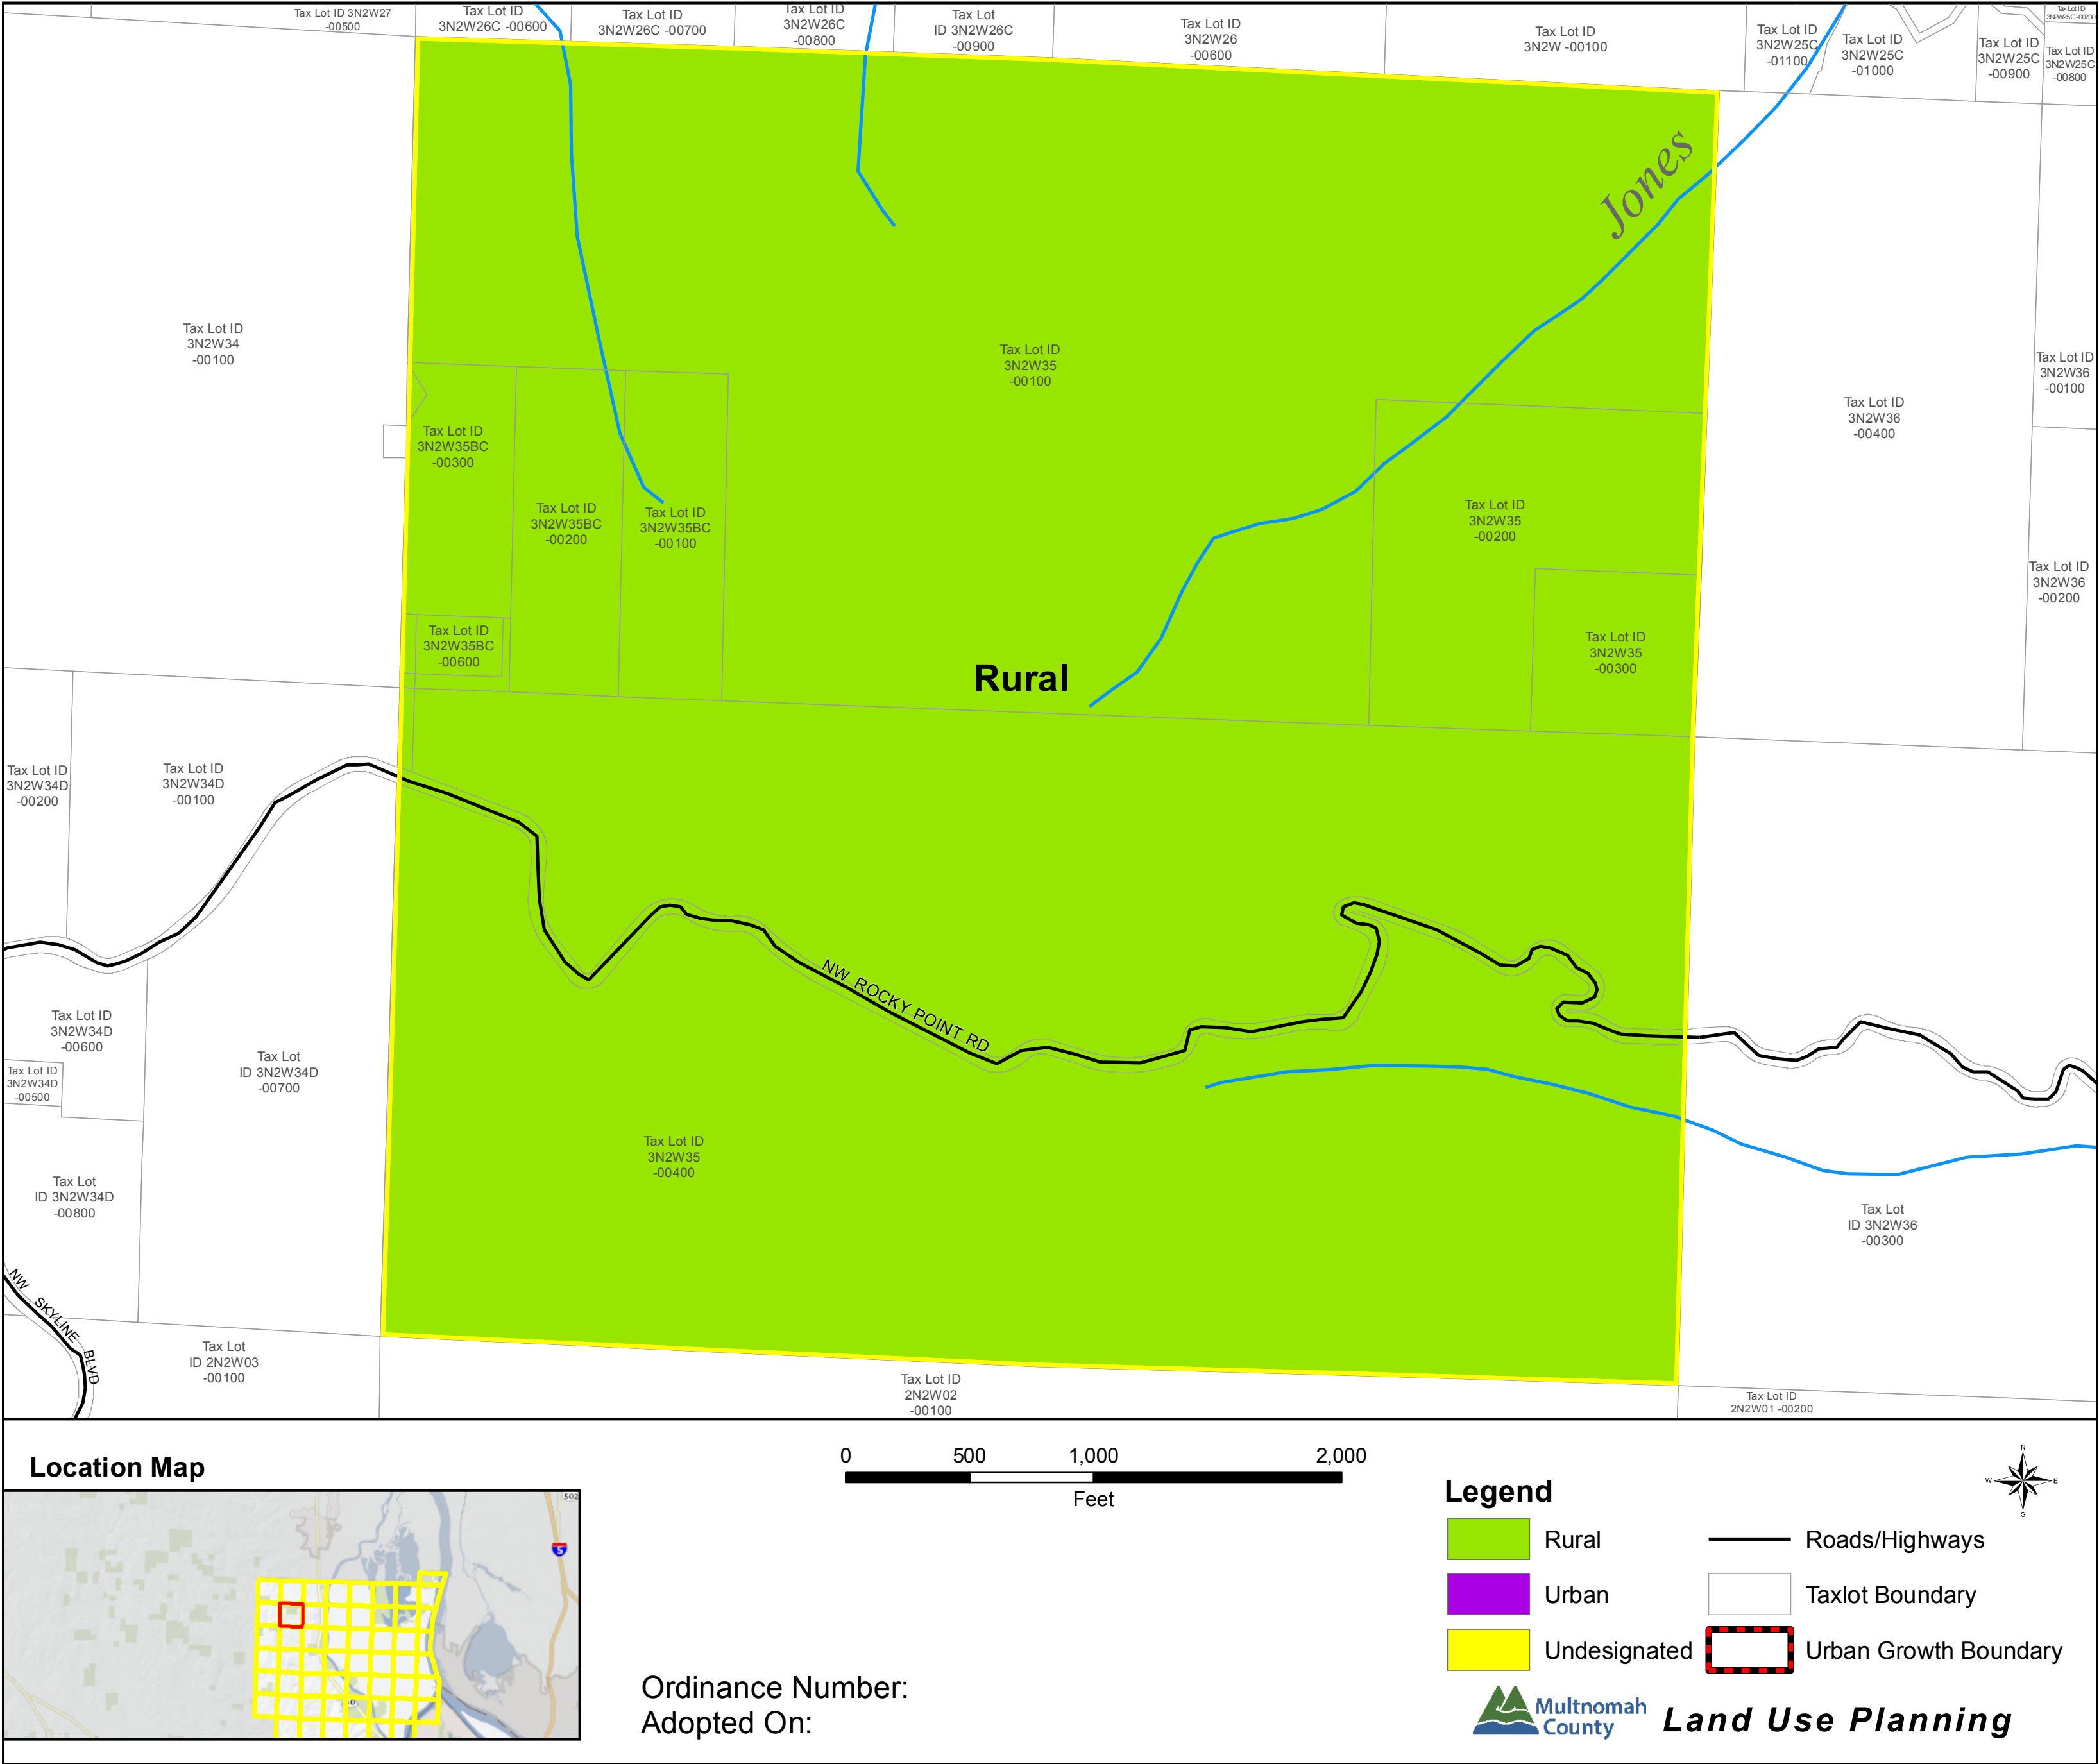 Tax Lot ID 3N2W27
-00500
Tax Lot ID
3N2W26C -00600
Tax Lot ID
3N2W26C -00700
Tax Lot ID
3N2W26C
-00800
Tax Lot
ID 3N2W26C
-00900
Tax Lot ID
3N2W26
-00600
Tax Lot ID
3N2W -00100
Tax Lot ID
3N2W25C
-01100
Tax Lot ID
3N2W25C
-01000
Tax Lot ID
3N2W25C
-00900
Tax Lot ID
3N2W25C
-00800
Tax Lot ID
3N2W25C -00700
Jones
Tax Lot ID
3N2W34
-00100
Tax Lot ID
3N2W35
-00100
Tax Lot ID
3N2W36
-00400
Tax Lot ID
3N2W36
-00100
Tax Lot ID
3N2W35BC
-00300
Tax Lot ID
3N2W35BC
-00200
Tax Lot ID
3N2W35BC
-00100
Tax Lot ID
3N2W35
-00200
Tax Lot ID
3N2W36
-00200
Tax Lot ID
3N2W35BC
-00600
Rural
Tax Lot ID
3N2W35
-00300
Tax Lot ID
3N2W34D
-00200
Tax Lot ID
3N2W34D
-00100
NW ROCKY POINT RD
Tax Lot ID
3N2W34D
-00600
Tax Lot ID
3N2W34D
-00500
Tax Lot
ID 3N2W34D
-00700
Tax Lot ID
3N2W35
-00400
Tax Lot
ID 3N2W34D
-00800
Tax Lot
ID 3N2W36
-00300
NW SKYLINE BLVD
Tax Lot
ID 2N2W03
-00100
Tax Lot ID
2N2W02
-00100
Tax Lot ID
2N2W01 -00200
Location Map
502
5
0 500 1,000 2,000
Feet
Ordinance Number:
Adopted On:
Legend
N
W E
S
Rural
Urban
Undesignated
Roads/Highways
Taxlot Boundary
Urban Growth Boundary
Multnomah
County
Land Use Planning